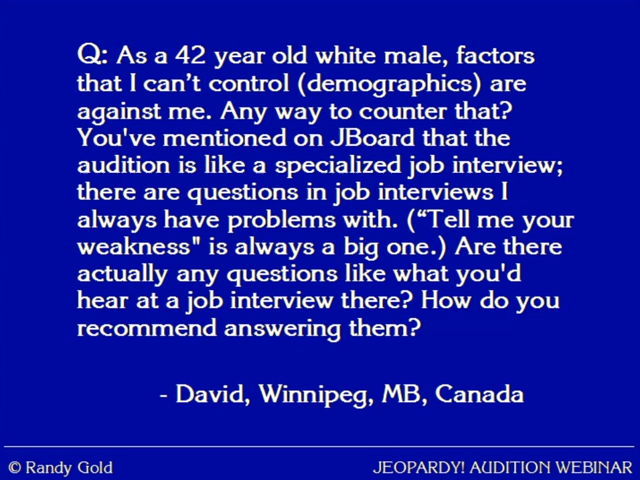 Q: As a 42 year old white male, factors
that I can’t control (demographics) are
against me. Any way to counter that?
You've mentioned on JBoard that the
audition is like a specialized job interview;
there are questions in job interviews I
always have problems with. (“Tell me your
weakness" is always a big one.) Are there
actually any questions like what you'd
hear at a job interview there? How do you
recommend answering them?
- David, Winnipeg, MB, Canada
© Randy Gold
JEOPARDY! AUDITION WEBINAR